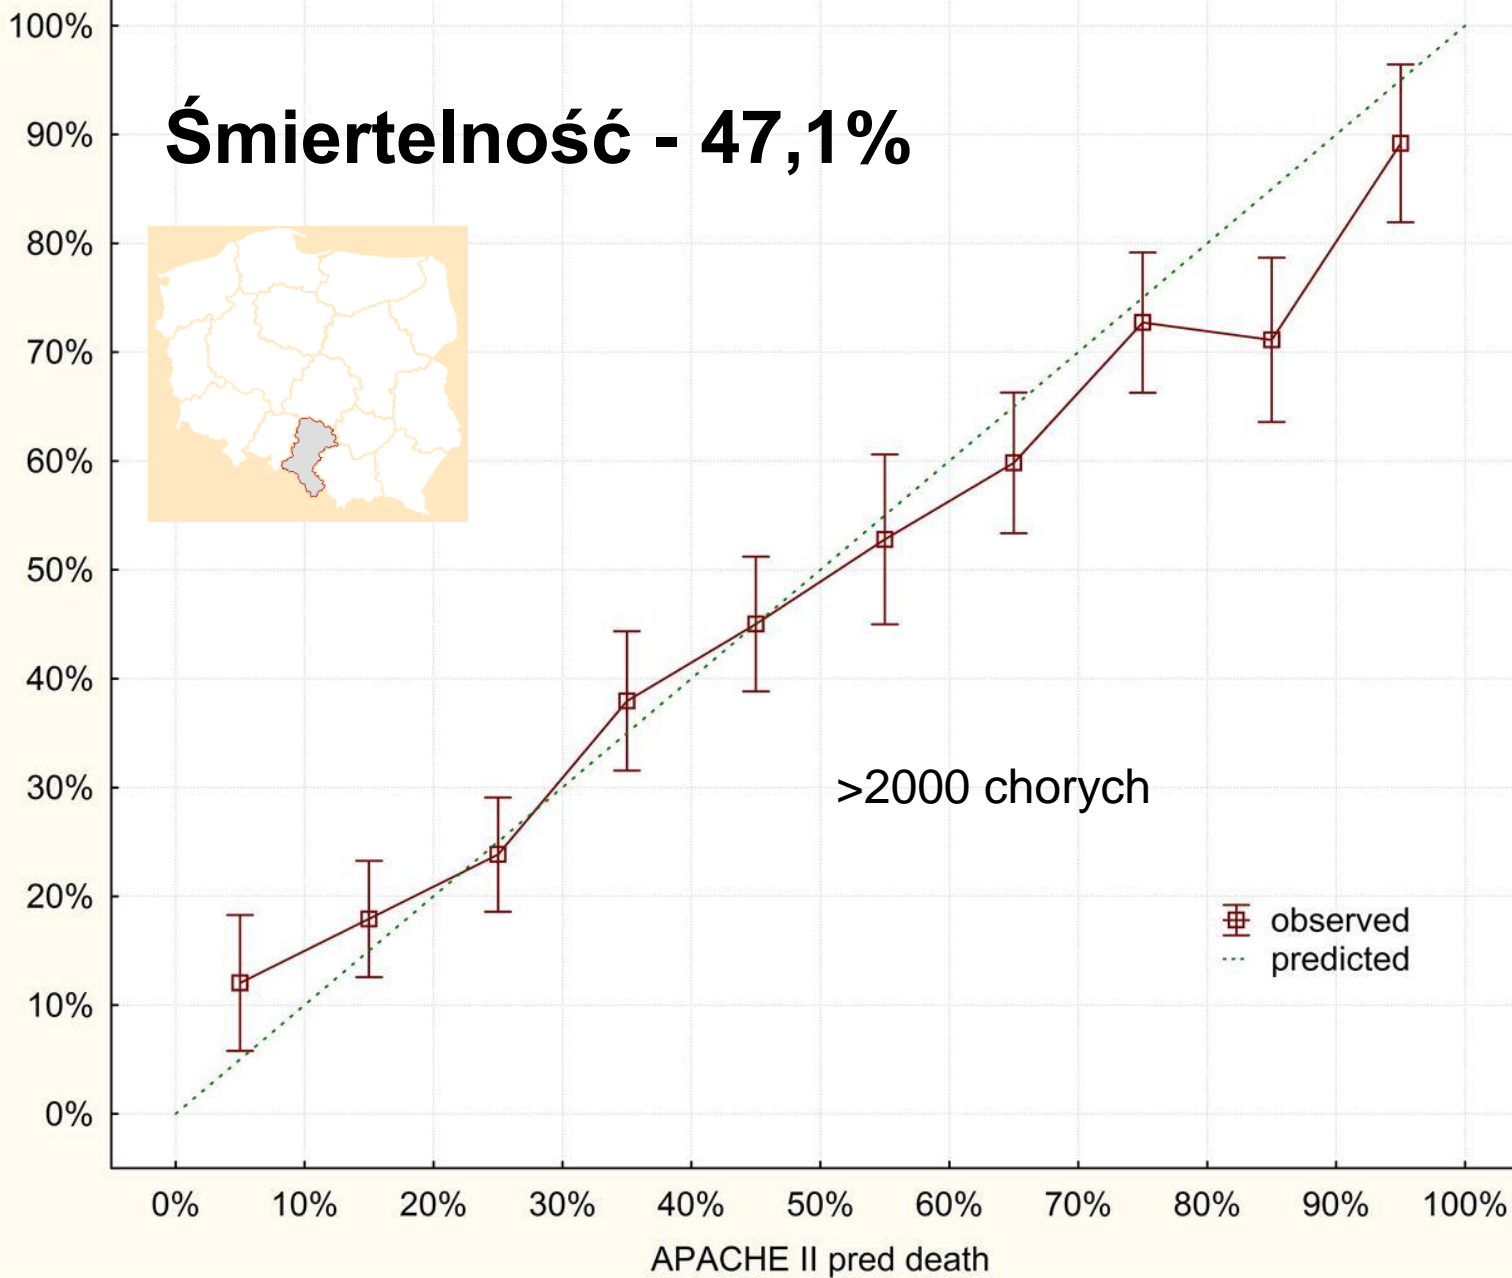 Śmiertelność - 47,1%
100%
90%
80%
70%
60%
50%
40%
30%
20%
10%
0%
>2000 chorych
observed
predicted
0% 10% 20% 30% 40% 50% 60% 70% 80% 90% 100%
APACHE II pred death